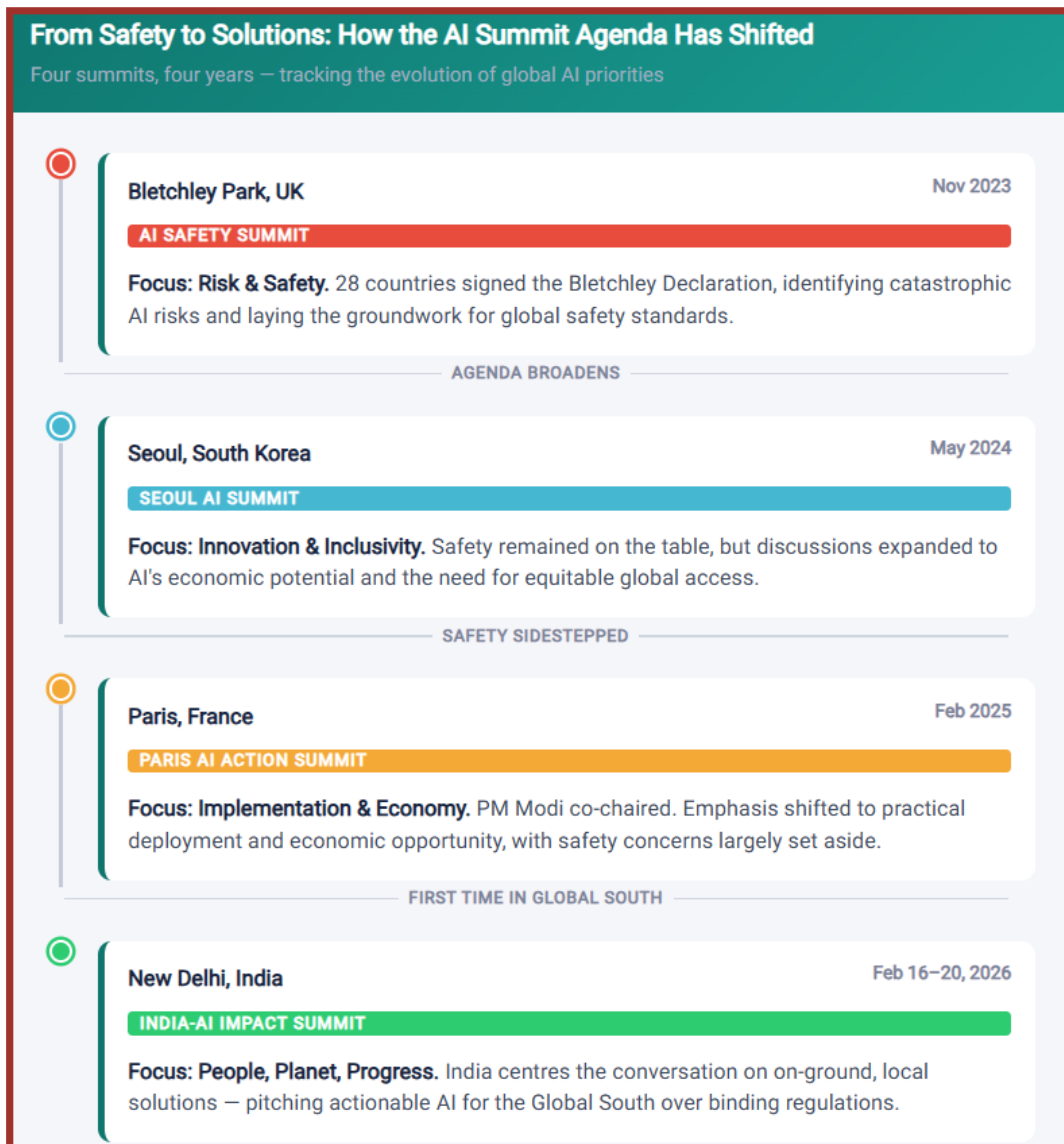 From Safety to Solutions: How the AI Summit Agenda Has Shifted
Four summits, four years — tracking the evolution of global AI priorities
Bletchley Park, UK
Nov 2023
AI SAFETY SUMMIT
Focus: Risk & Safety. 28 countries signed the Bletchley Declaration, identifying catastrophic
AI risks and laying the groundwork for global safety standards.
AGENDA BROADENS
Seoul, South Korea
May 2024
SEOUL AI SUMMIT
Focus: Innovation & Inclusivity. Safety remained on the table, but discussions expanded to
AI's economic potential and the need for equitable global access.
SAFETY SIDESTEPPED
Paris, France
Feb 2025
PARIS AI ACTION SUMMIT
Focus: Implementation & Economy. PM Modi co-chaired. Emphasis shifted to practical
deployment and economic opportunity, with safety concerns largely set aside.
FIRST TIME IN GLOBAL SOUTH
New Delhi, India
Feb 16–20, 2026
INDIA-AI IMPACT SUMMIT
Focus: People, Planet, Progress. India centres the conversation on on-ground, local
solutions — pitching actionable AI for the Global South over binding regulations.